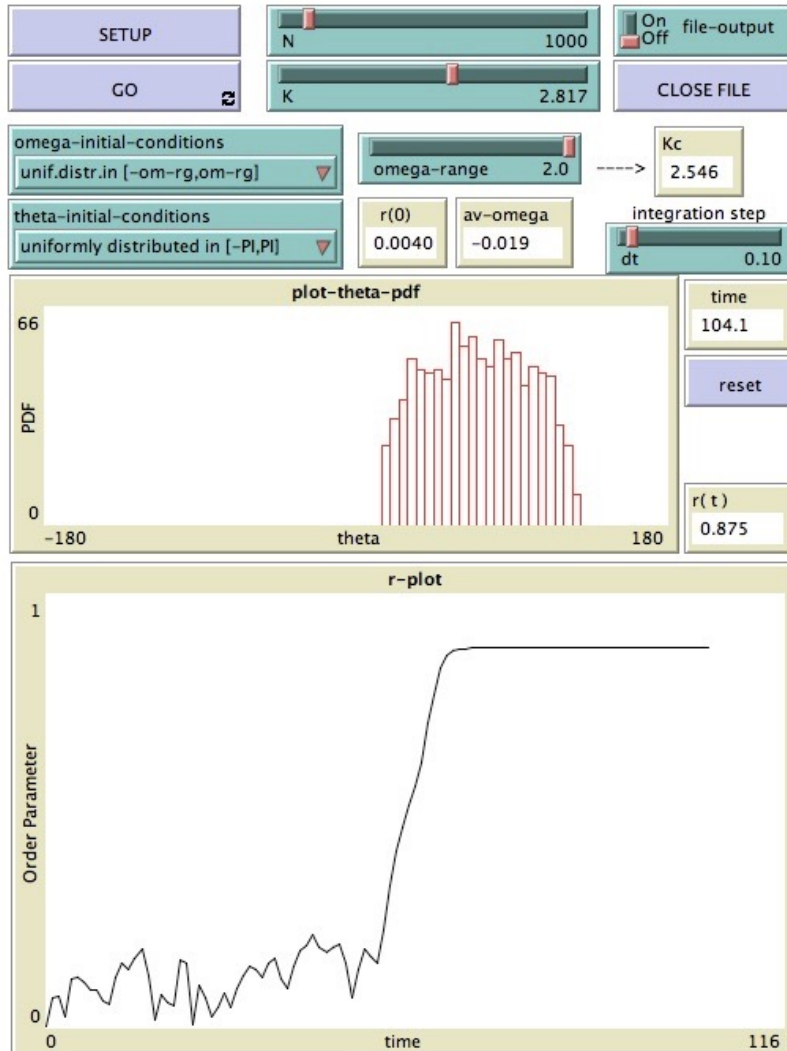 SETUP
N 1000
On
Off
file-output
GO
K 2.817
CLOSE FILE
omega-initial-conditions
unif.distr.in [-om-rg,om-rg]
omega-range 2.0
---->
Kc
2.546
theta-initial-conditions
uniformly distributed in [-PI,PI]
r(0)
0.0040
av-omega
-0.019
integration step
dt 0.10
plot-theta-pdf
66
PDF
0
-180 theta 180
time
104.1
reset
r( t )
0.875
r-plot
1
Order Parameter
0
0 time 116